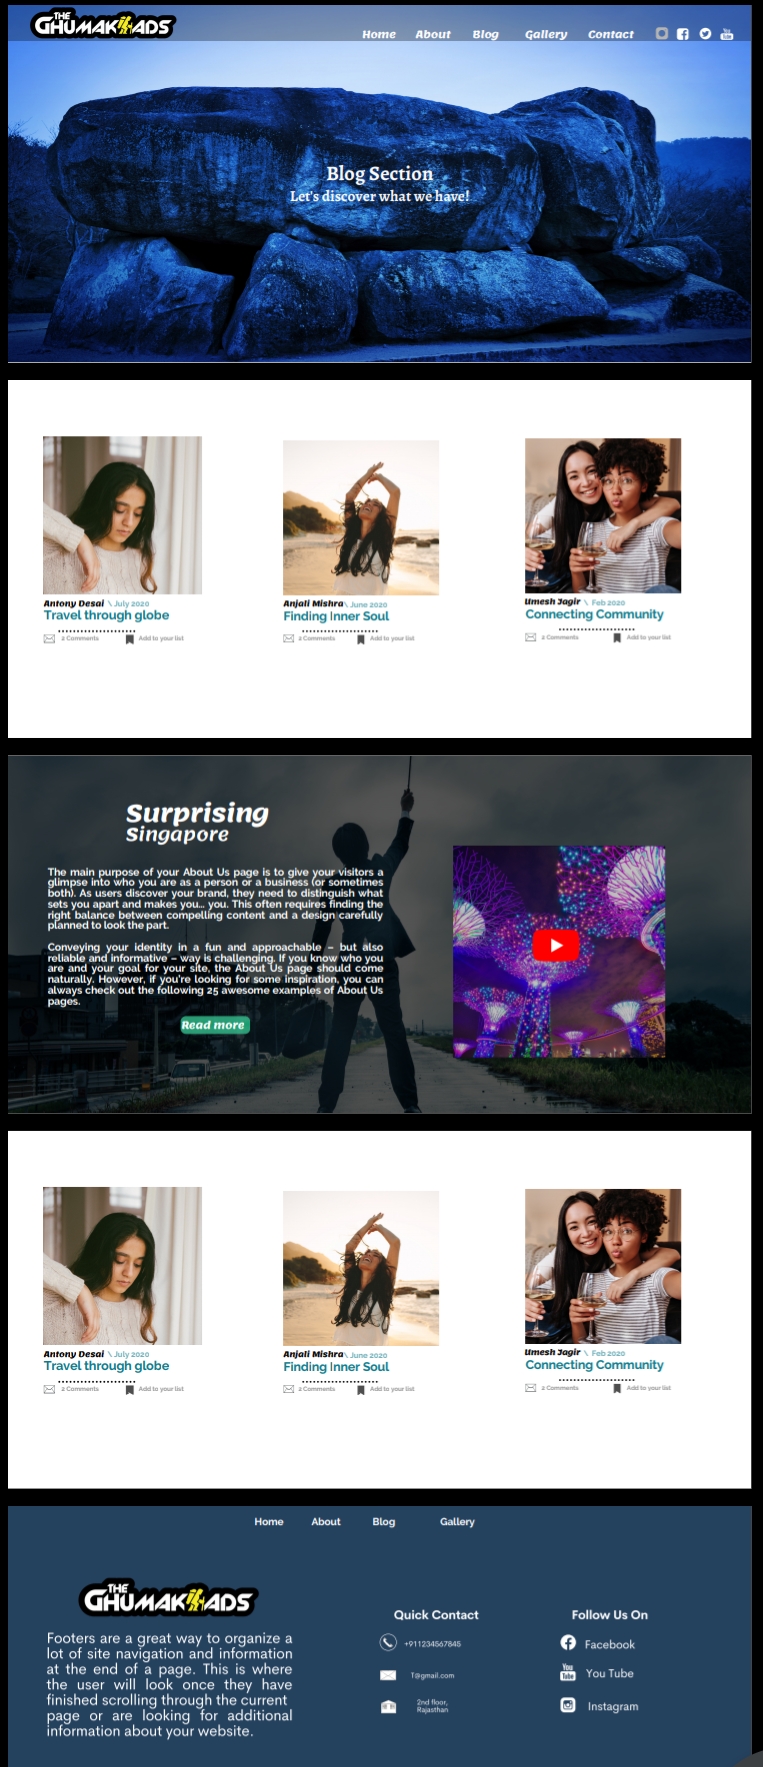 THE
GHUMAKADS
Home About Blog Gallery Contact
You
Tube
Blog Section
Let's discover what we have!
Antony Desai \ July 2020
Travel through globe
2 Comments Add to your list
Anjali Mishra \ June 2020
Finding Inner Soul
2 Comments Add to your list
Umesh Jagir \ Feb 2020
Connecting Community
2 Comments Add to your list
Surprising
Singapore
The main purpose of your About Us page is to give your visitors a
glimpse into who you are as a person or a business (or sometimes
both). As users discover your brand, they need to distinguish what
sets you apart and makes you... you. This often requires finding the
right balance between compelling content and a design carefully
planned to look the part.
Conveying your identity in a fun and approachable – but also
reliable and informative – way is challenging. If you know who you
are and your goal for your site, the About Us page should come
naturally. However, if you're looking for some inspiration, you can
always check out the following 25 awesome examples of About Us
pages.
Read more
Antony Desai \ July 2020
Travel through globe
2 Comments Add to your list
Anjali Mishra \ June 2020
Finding Inner Soul
2 Comments Add to your list
Umesh Jagir \ Feb 2020
Connecting Community
2 Comments Add to your list
Home About Blog Gallery
THE
GHUMAKADS
Footers are a great way to organize a
lot of site navigation and information
at the end of a page. This is where
the user will look once they have
finished scrolling through the current
page or are looking for additional
information about your website.
Quick Contact
+911234567845
T@gmail.com
2nd floor,
Rajasthan
Follow Us On
Facebook
You
Tube
You Tube
Instagram